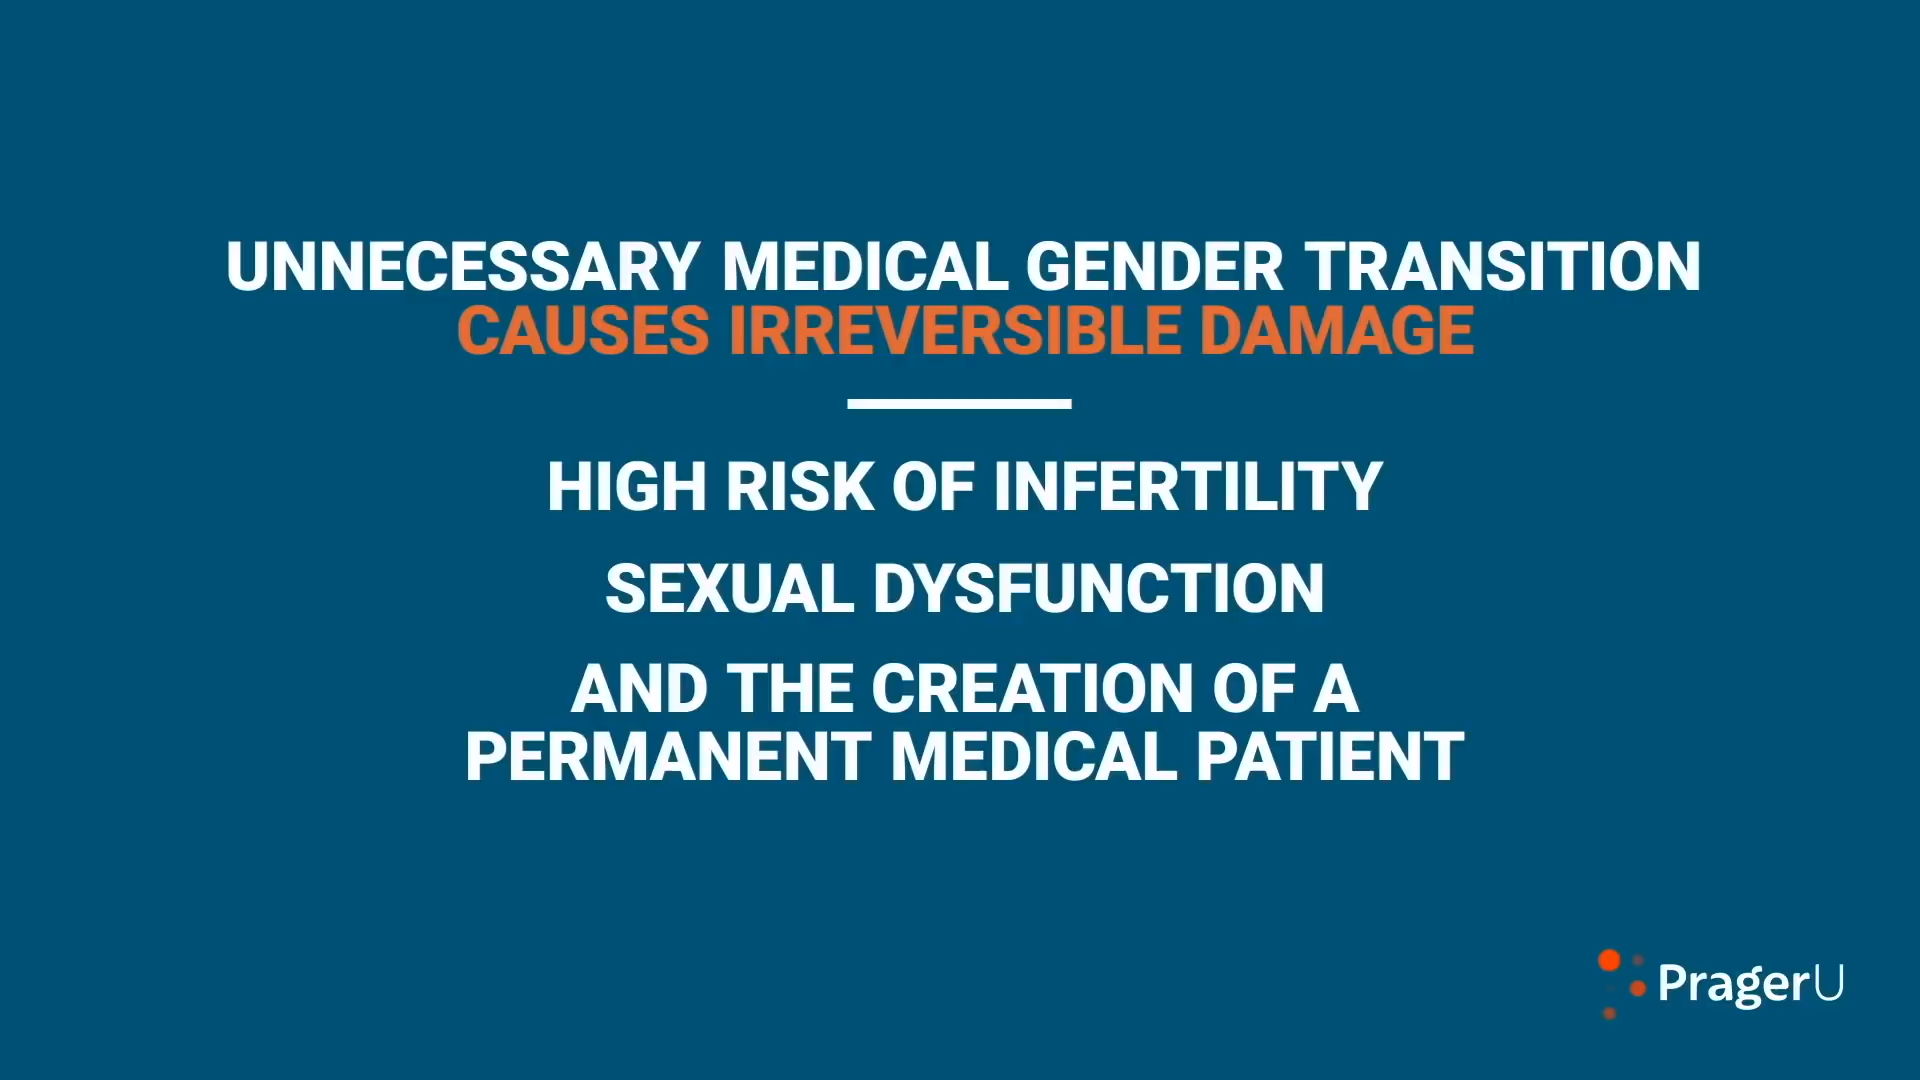 UNNECESSARY MEDICAL GENDER TRANSITION
CAUSES IRREVERSIBLE DAMAGE
HIGH RISK OF INFERTILITY
SEXUAL DYSFUNCTION
AND THE CREATION OF A
PERMANENT MEDICAL PATIENT
PragerU